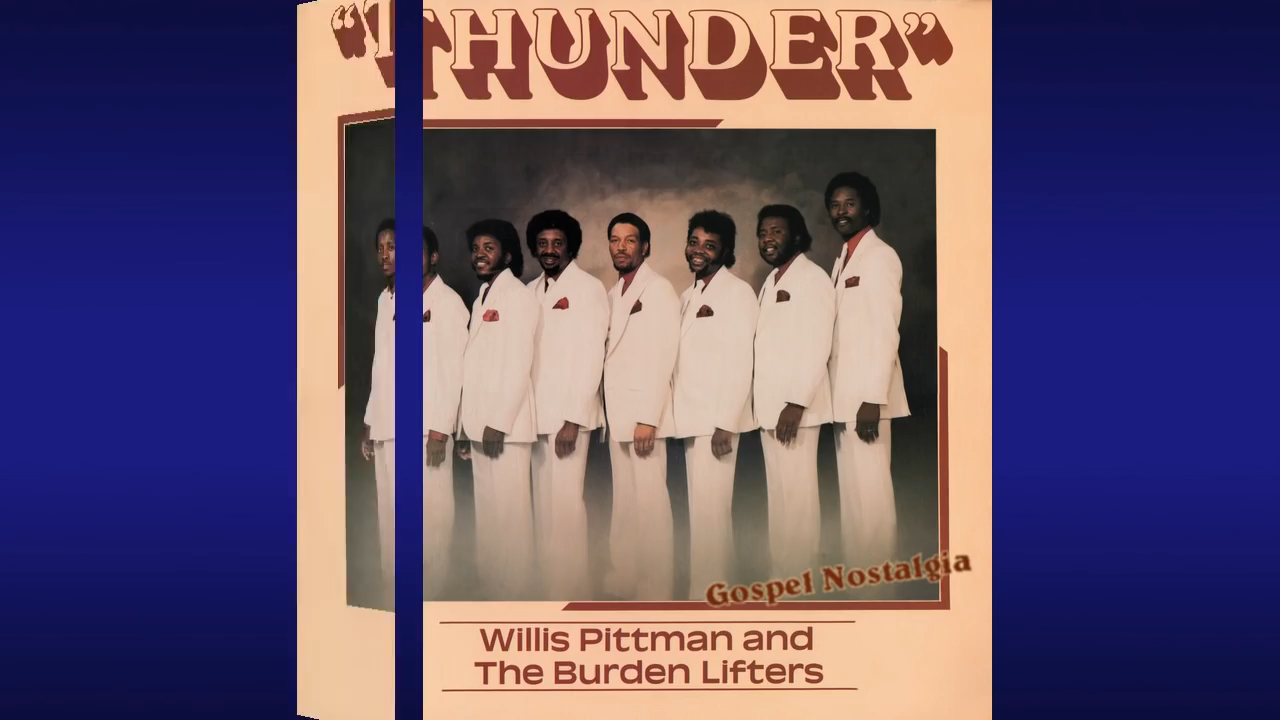 “THUNDER”
Gospel Nostalgia
Willis Pittman and
The Burden Lifters